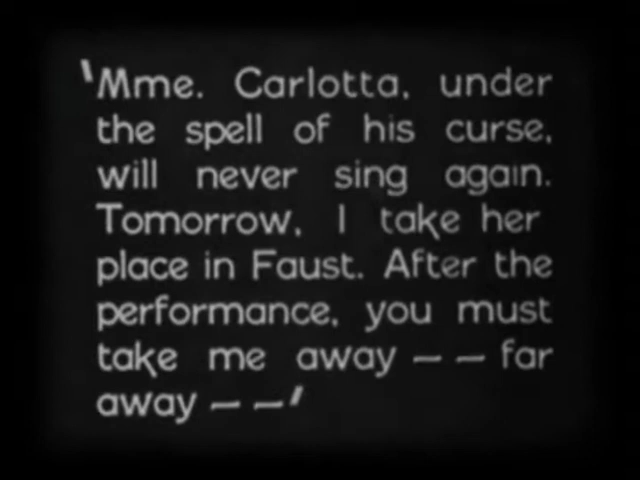 'Mme. Carlotta, under
the spell of his curse,
will never sing again.
Tomorrow, I take her
place in Faust. After the
performance, you must
take me away — — far
away — —'